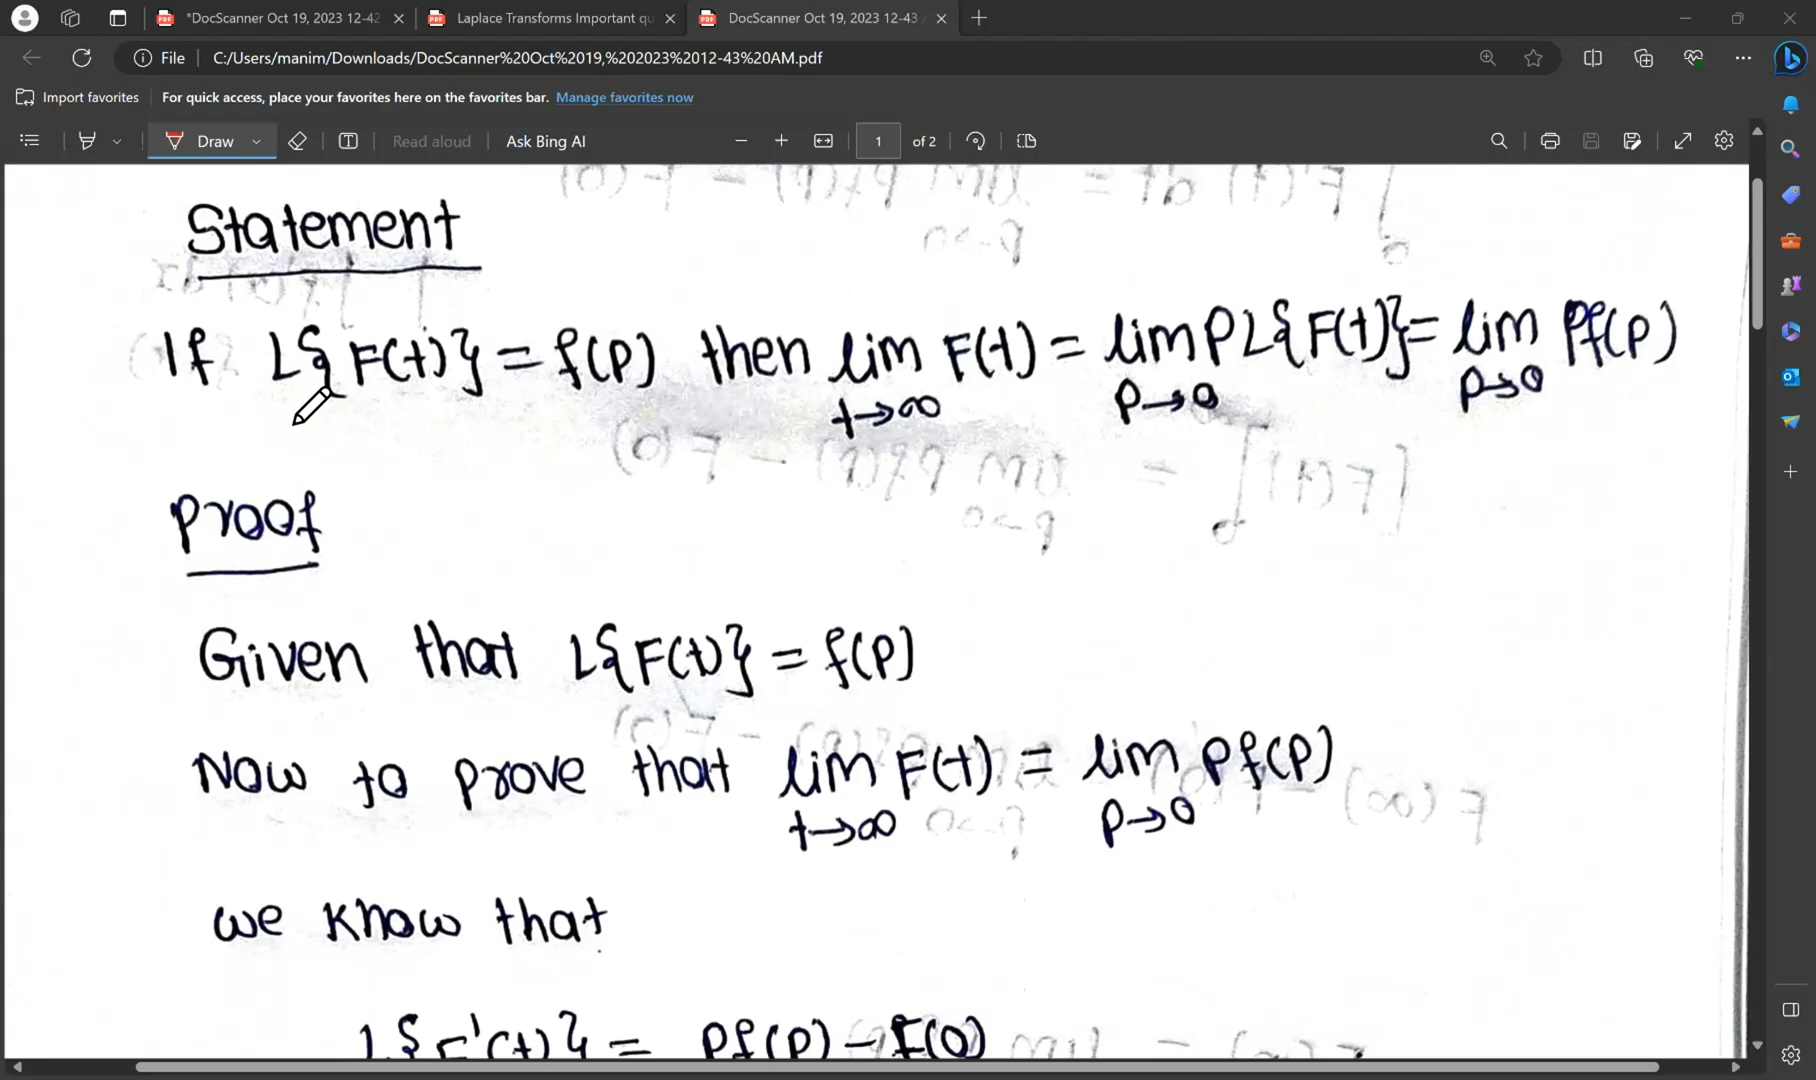 *DocScanner Oct 19, 2023 12-42
Laplace Transforms Important qu
DocScanner Oct 19, 2023 12-43
File
C:/Users/manim/Downloads/DocScanner%20Oct%2019,%202023%2012-43%20AM.pdf
Import favorites
For quick access, place your favorites here on the favorites bar. Manage favorites now
Draw
Read aloud
Ask Bing AI
1 of 2
Statement
If L{F(t)} = f(P) then lim F(t) = lim P L{F(t)} = lim Pf(P)
t→∞ P→0 P→0
Proof
Given that L{F(t)} = f(P)
Now to prove that lim F(t) = lim Pf(P)
t→∞ P→0
we know that
L{F'(t)} = Pf(P) - F(0)